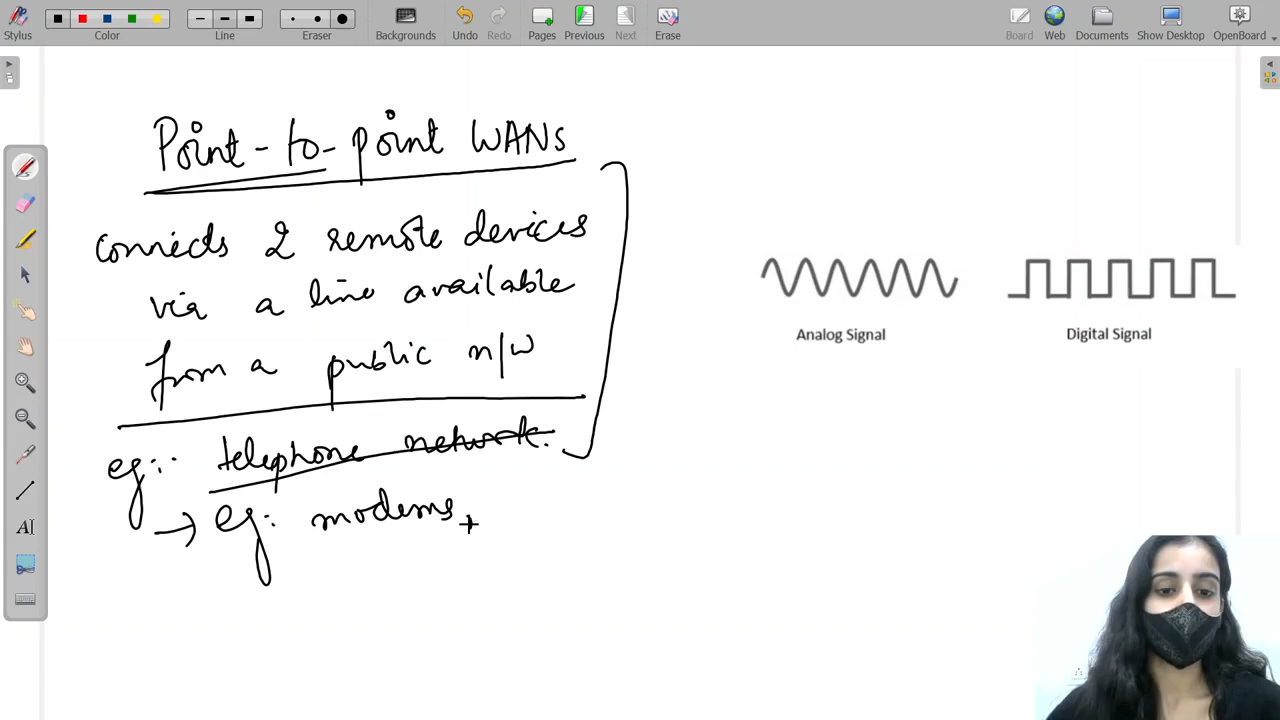 Stylus
Color
Line
Eraser
Backgrounds
Undo
Redo
Pages
Previous
Next
Erase
Board
Web
Documents
Show Desktop
OpenBoard
Point-to-point WANs
connects 2 remote devices
via a line available
from a public n/w
eg:- telephone network.
→ eg: modems,
Analog Signal
Digital Signal